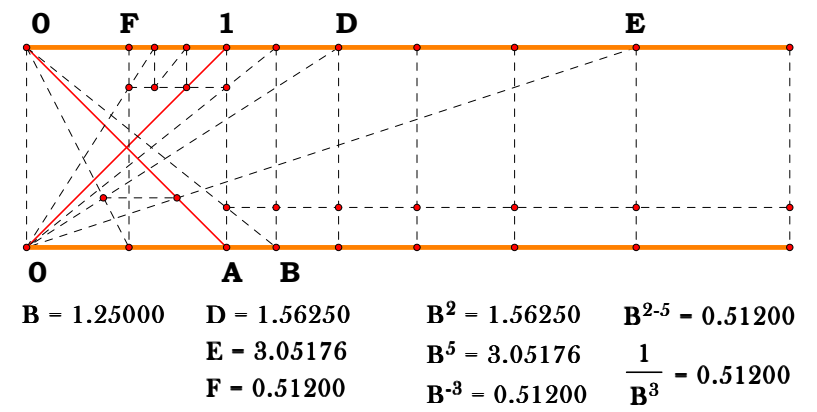 0 F 1 D E
0 A B
B = 1.25000 D = 1.56250 B² = 1.56250 B²⁻⁵ = 0.51200
E = 3.05176 B⁵ = 3.05176 1/B³ = 0.51200
F = 0.51200 B⁻³ = 0.51200